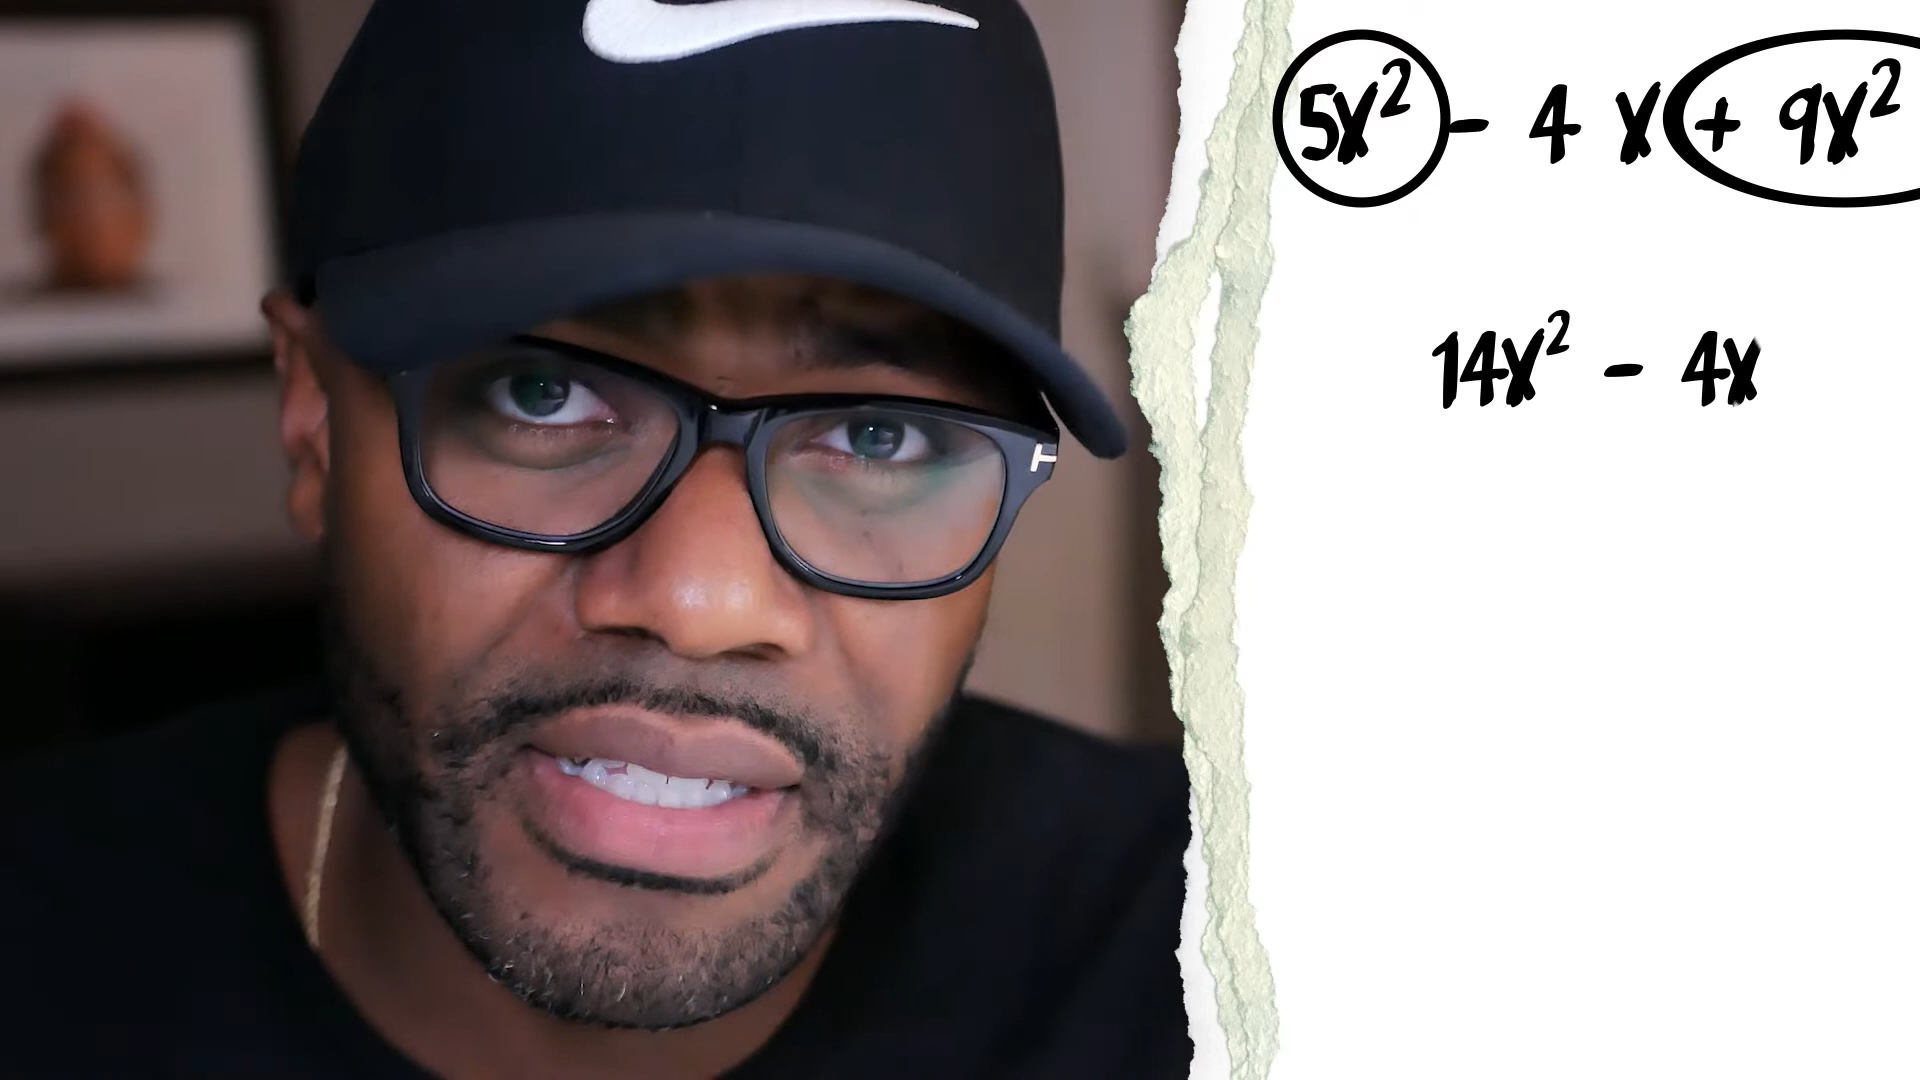 5x² - 4 x + 9x²
14x² - 4x